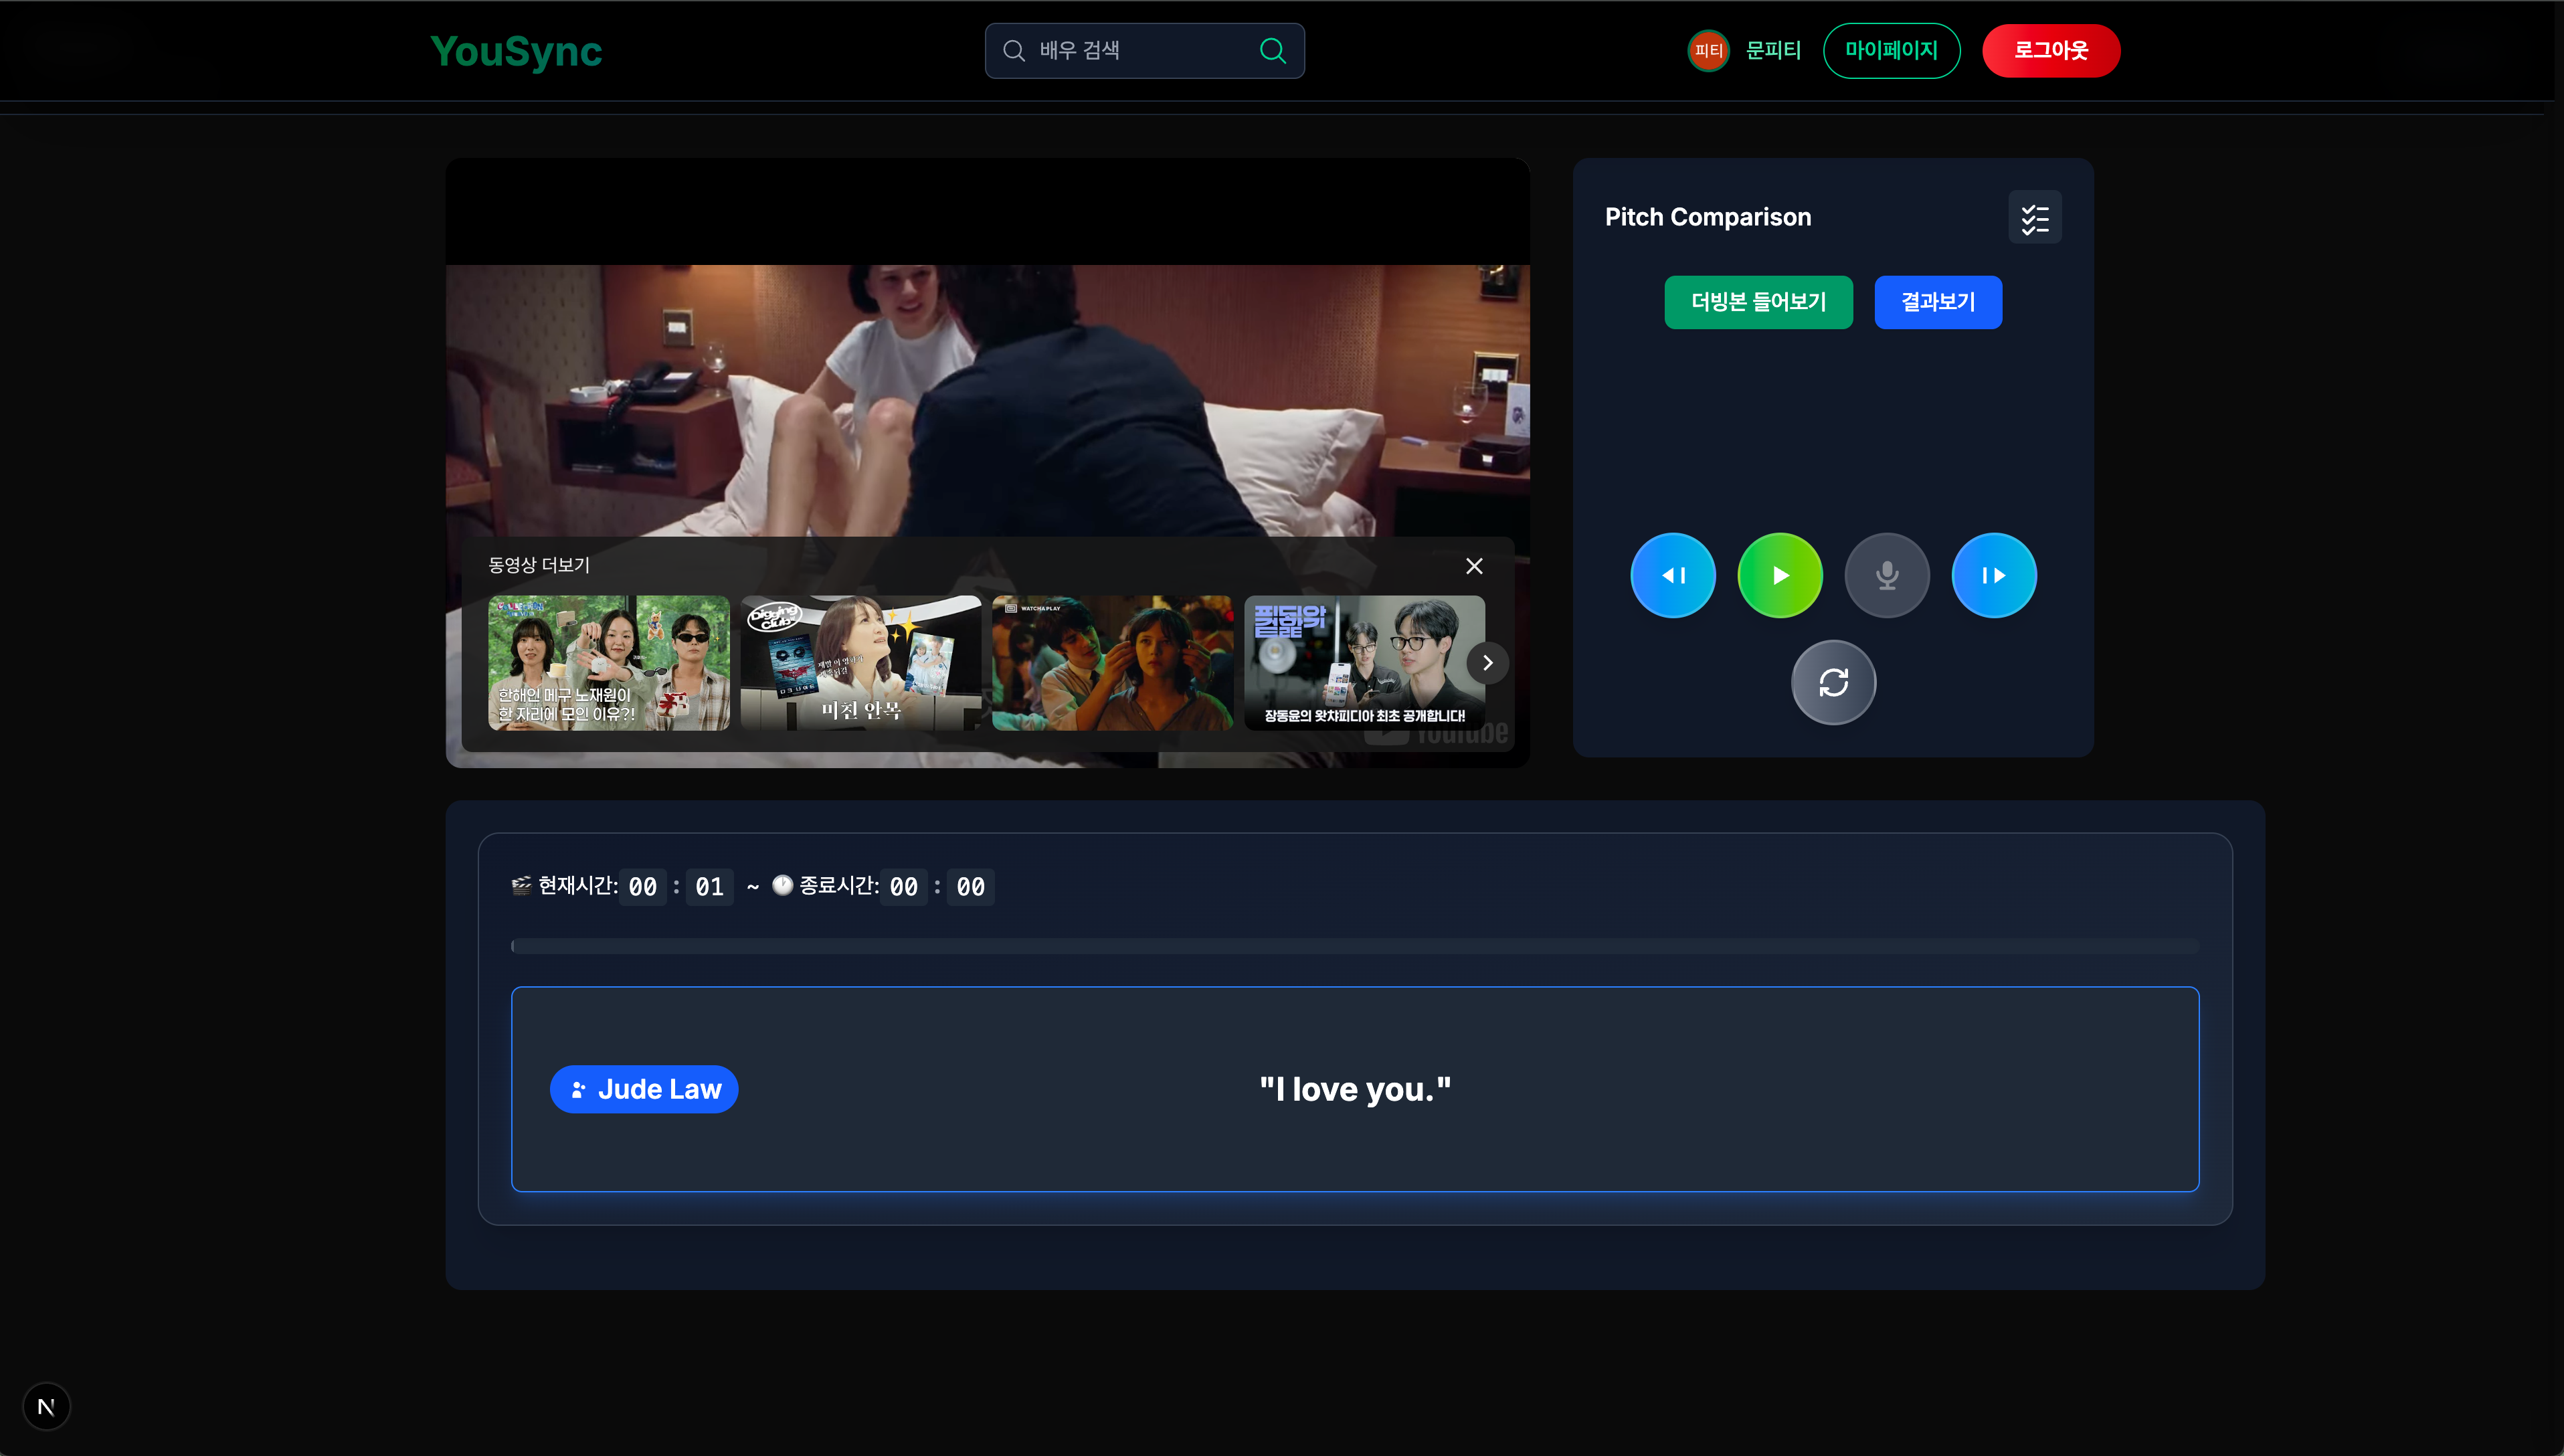 YouSync
배우 검색
피티
문피티
마이페이지
로그아웃
Pitch Comparison
더빙본 들어보기
결과보기
동영상 더보기
한해인 메구 노재원이
한 자리에 모인 이유?!
Digging
Club
미친 안목
WATCHA PLAY
장동윤의 왓챠피디아 최초 공개합니다!
YouTube
현재시간: 00 : 01 ~ 종료시간: 00 : 00
Jude Law
"I love you."
N